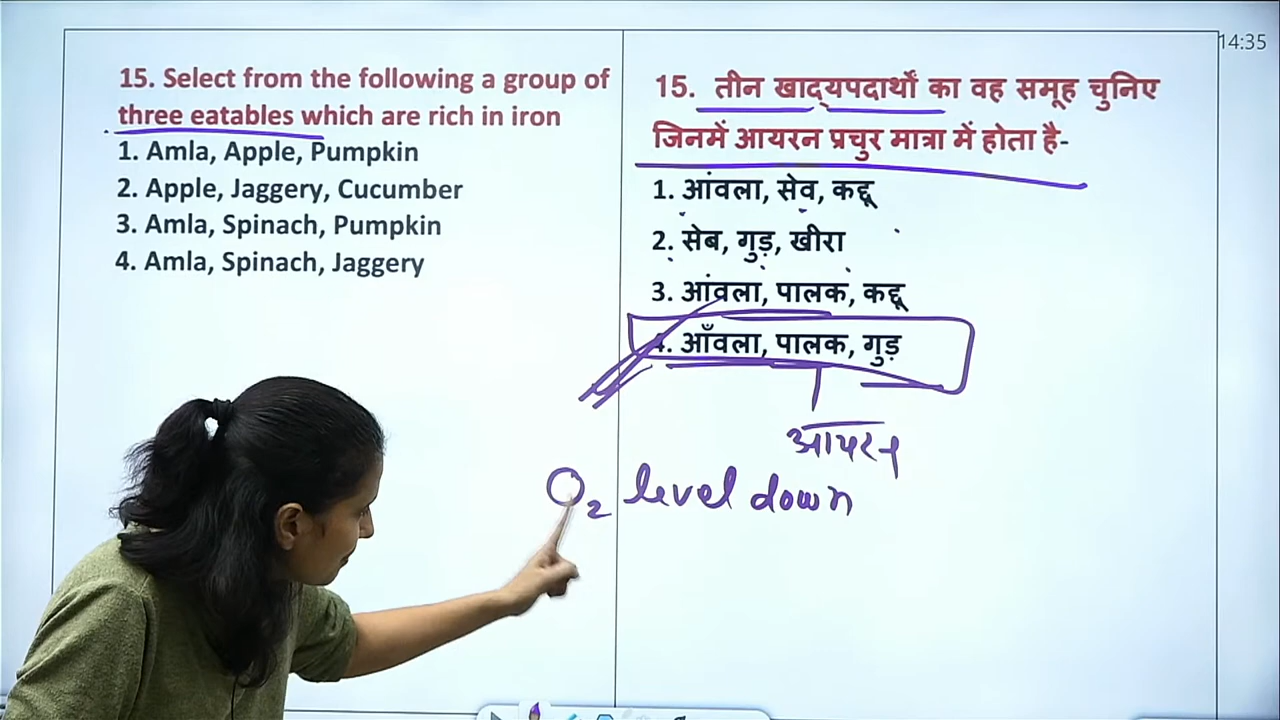 14:35
15. Select from the following a group of
three eatables which are rich in iron
1. Amla, Apple, Pumpkin
2. Apple, Jaggery, Cucumber
3. Amla, Spinach, Pumpkin
4. Amla, Spinach, Jaggery
15. तीन खाद्यपदार्थों का वह समूह चुनिए
जिनमें आयरन प्रचुर मात्रा में होता है-
1. आंवला, सेव, कद्दू
2. सेब, गुड़, खीरा
3. आंवला, पालक, कद्दू
4. आँवला, पालक, गुड़
आयरन
O2 level down